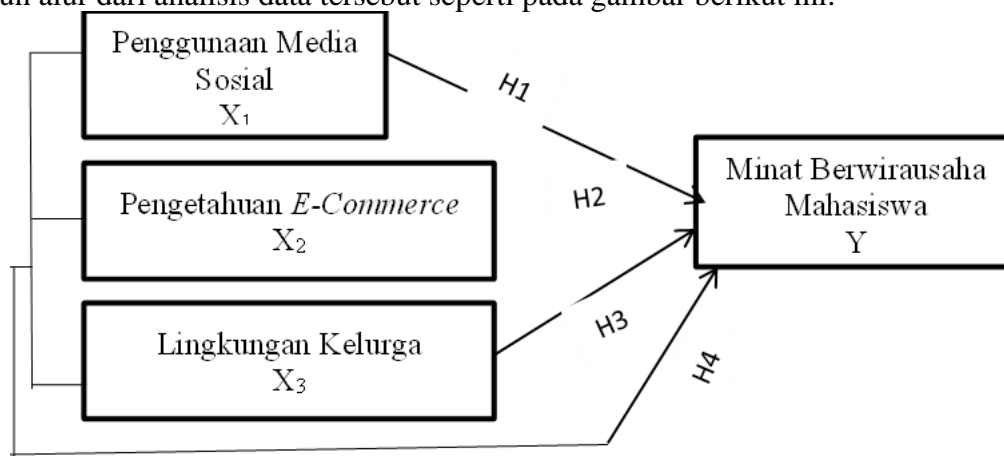 alur dari analisis data tersebut seperti pada gambar berikut ini.
Penggunaan Media
Sosial
X₁
H1
Pengetahuan E-Commerce
X₂
H2
Lingkungan Kelurga
X₃
H3
H4
Minat Berwirausaha
Mahasiswa
Y